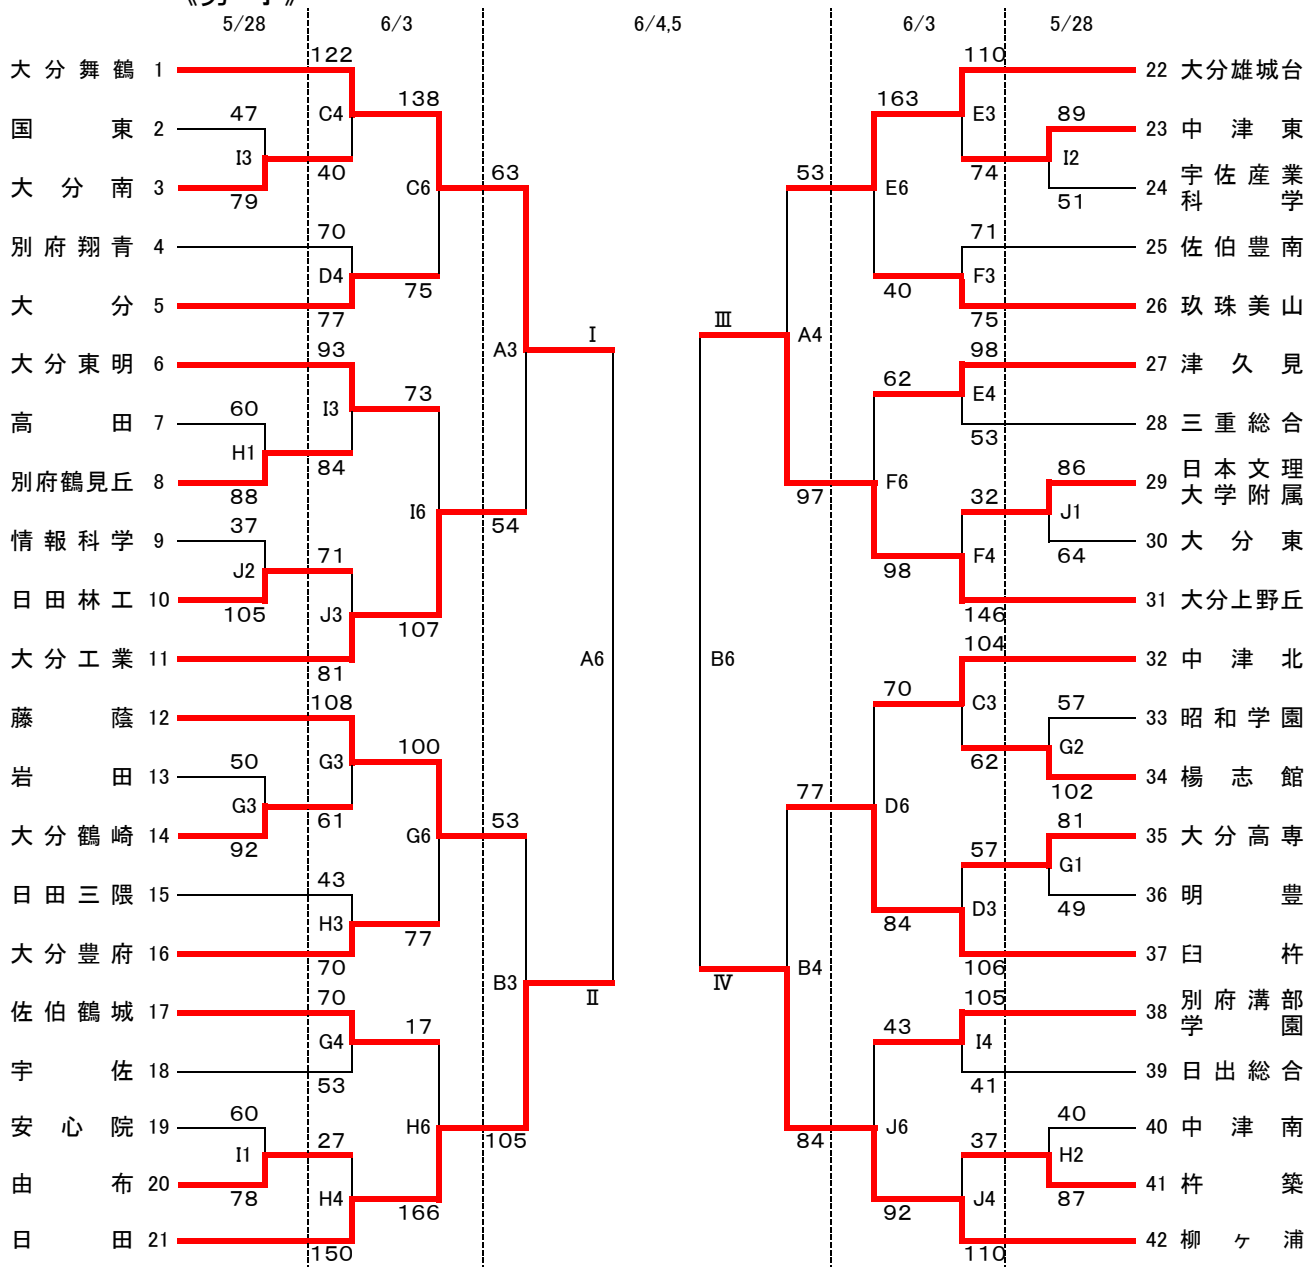 《男 子》
5/28 6/3 6/4,5 6/3 5/28
大分舞鶴 1
国東 2
大分南 3
別府翔青 4
大分 5
大分東明 6
高田 7
別府鶴見丘 8
情報科学 9
日田林工 10
大分工業 11
藤蔭 12
岩田 13
大分鶴崎 14
日田三隈 15
大分豊府 16
佐伯鶴城 17
宇佐 18
安心院 19
由布 20
日田 21
47
I3
79
60
H1
88
37
J2
105
50
G3
92
60
I1
78
122
C4
40
70
D4
77
93
I3
84
71
J3
81
108
G3
61
43
H3
70
70
G4
53
27
H4
150
138
C6
75
73
I6
107
100
G6
77
17
H6
166
63
A3
54
53
B3
105
Ⅰ
A6
Ⅱ
Ⅲ
B6
Ⅳ
53
A4
97
77
B4
84
163
E6
40
62
F6
98
70
D6
84
43
J6
92
110
E3
74
71
F3
75
98
E4
53
32
F4
146
104
C3
62
57
D3
106
105
I4
41
37
J4
110
89
I2
51
86
J1
64
57
G2
102
81
G1
49
40
H2
87
22 大分雄城台
23 中津東
24 宇佐産業
科学
25 佐伯豊南
26 玖珠美山
27 津久見
28 三重総合
29 日本文理
大学附属
30 大分東
31 大分上野丘
32 中津北
33 昭和学園
34 楊志館
35 大分高専
36 明豊
37 臼杵
38 別府溝部
学園
39 日出総合
40 中津南
41 杵築
42 柳ヶ浦